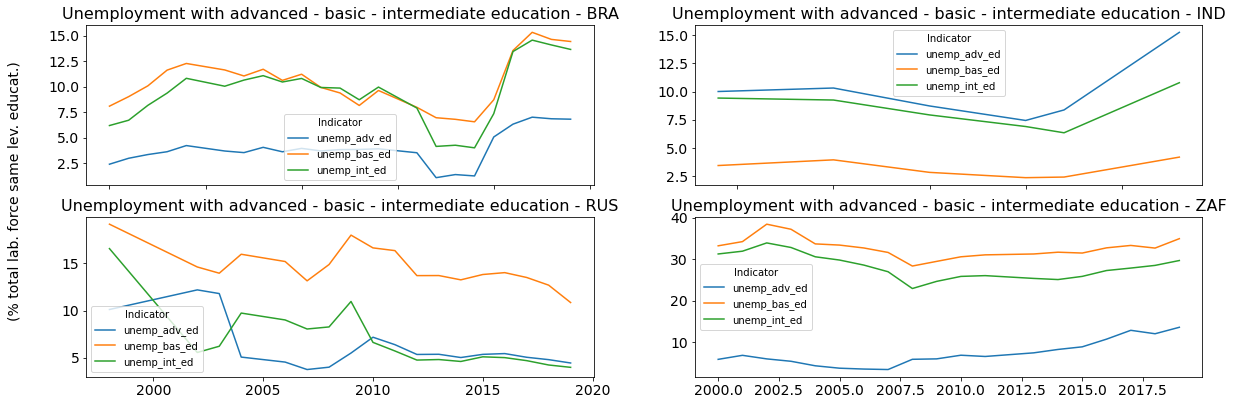 Unemployment with advanced - basic - intermediate education - BRA
15.0
12.5
10.0
7.5
5.0
2.5
Indicator
unemp_adv_ed
unemp_bas_ed
unemp_int_ed
Unemployment with advanced - basic - intermediate education - IND
15.0
12.5
10.0
7.5
5.0
2.5
Indicator
unemp_adv_ed
unemp_bas_ed
unemp_int_ed
(% total lab. force same lev. educat.)
Unemployment with advanced - basic - intermediate education - RUS
15
10
5
Indicator
unemp_adv_ed
unemp_bas_ed
unemp_int_ed
2000 2005 2010 2015 2020
Unemployment with advanced - basic - intermediate education - ZAF
40
30
20
10
Indicator
unemp_adv_ed
unemp_bas_ed
unemp_int_ed
2000.0 2002.5 2005.0 2007.5 2010.0 2012.5 2015.0 2017.5